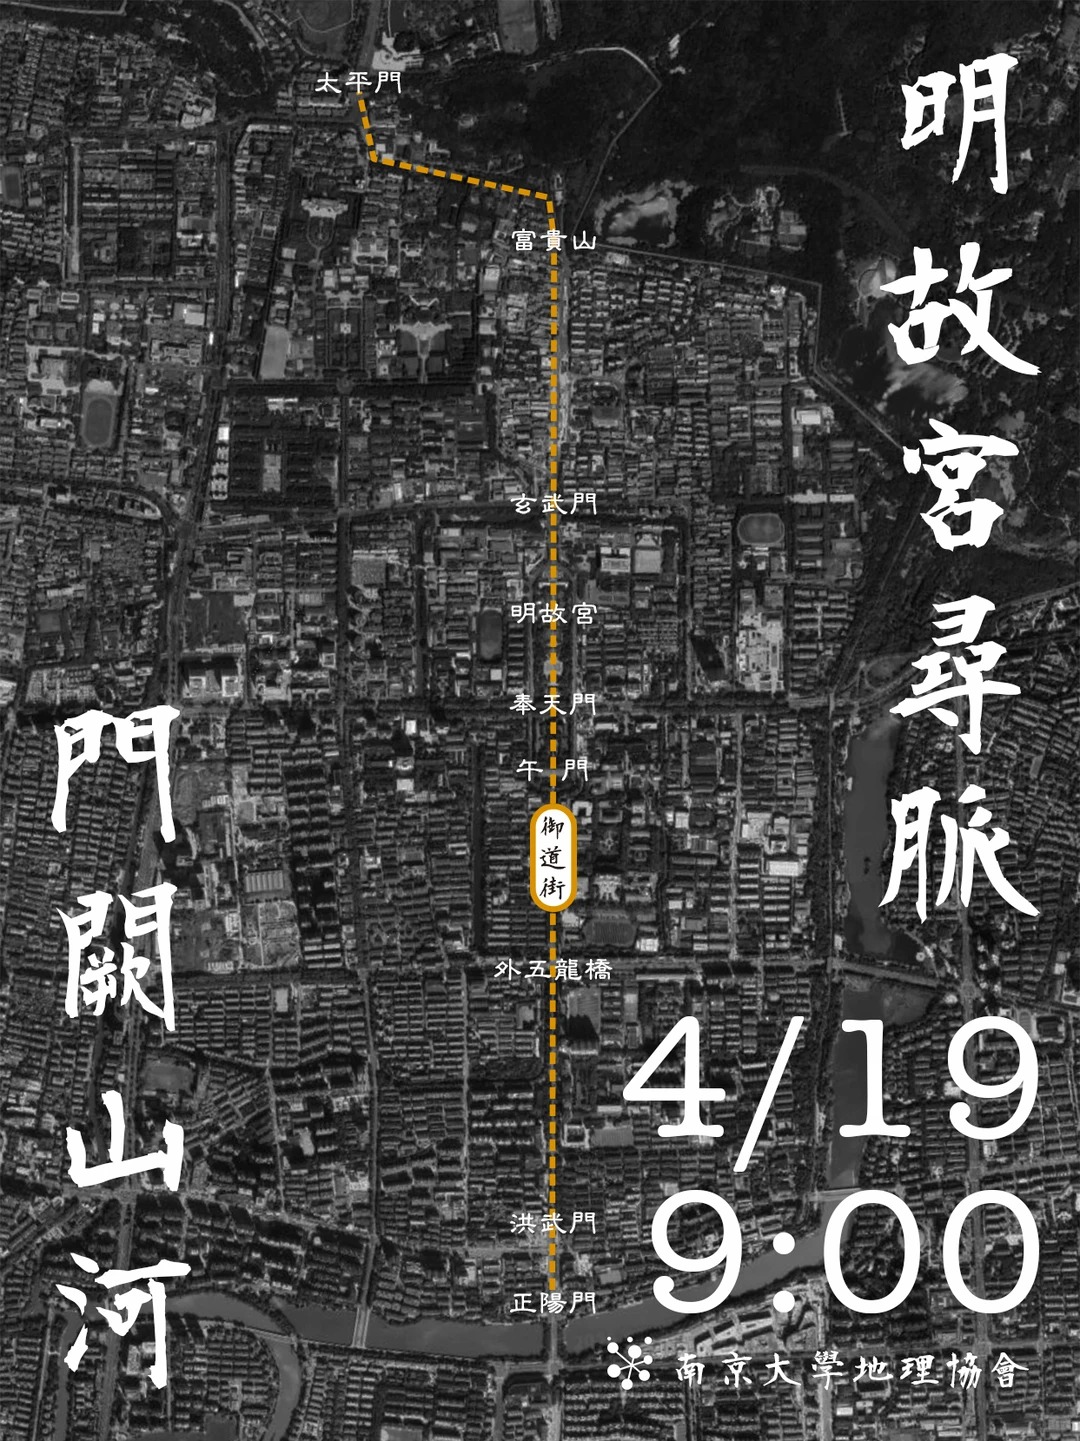 明故宮尋脈
門闕山河
太平門
富貴山
玄武門
明故宮
奉天門
午門
御道街
外五龍橋
洪武門
正陽門
4/19
9:00
南京大學地理協會